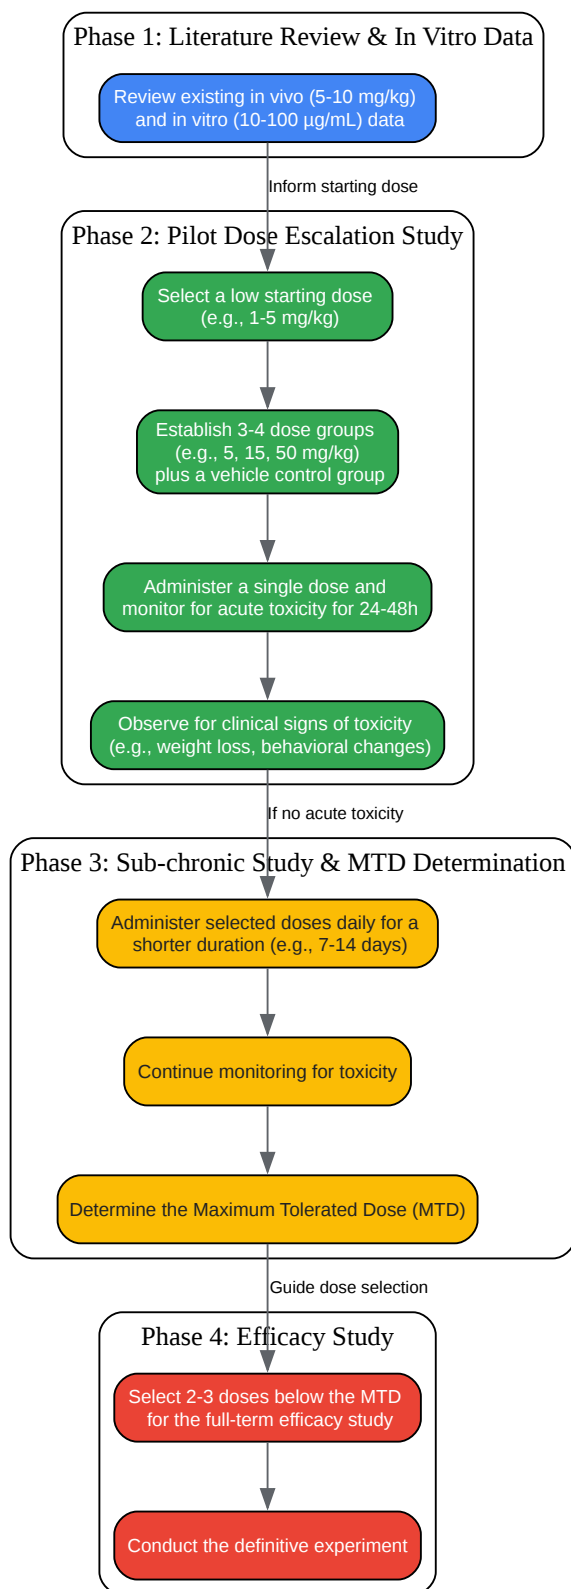 Phase 1: Literature Review & In Vitro Data
Review existing in vivo (5-10 mg/kg)
and in vitro (10-100 µg/mL) data
Inform starting dose
Phase 2: Pilot Dose Escalation Study
Select a low starting dose
(e.g., 1-5 mg/kg)
Establish 3-4 dose groups
(e.g., 5, 15, 50 mg/kg)
plus a vehicle control group
Administer a single dose and
monitor for acute toxicity for 24-48h
Observe for clinical signs of toxicity
(e.g., weight loss, behavioral changes)
If no acute toxicity
Phase 3: Sub-chronic Study & MTD Determination
Administer selected doses daily for a
shorter duration (e.g., 7-14 days)
Continue monitoring for toxicity
Determine the Maximum Tolerated Dose (MTD)
Guide dose selection
Phase 4: Efficacy Study
Select 2-3 doses below the MTD
for the full-term efficacy study
Conduct the definitive experiment